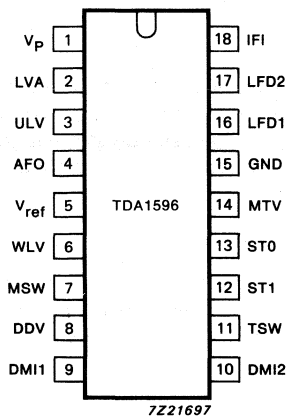 Vp 1 18 IFI
LVA 2 17 LFD2
ULV 3 16 LFD1
AFO 4 15 GND
Vref 5 TDA1596 14 MTV
WLV 6 13 ST0
MSW 7 12 ST1
DDV 8 11 TSW
DMI1 9 10 DMI2
7Z21697